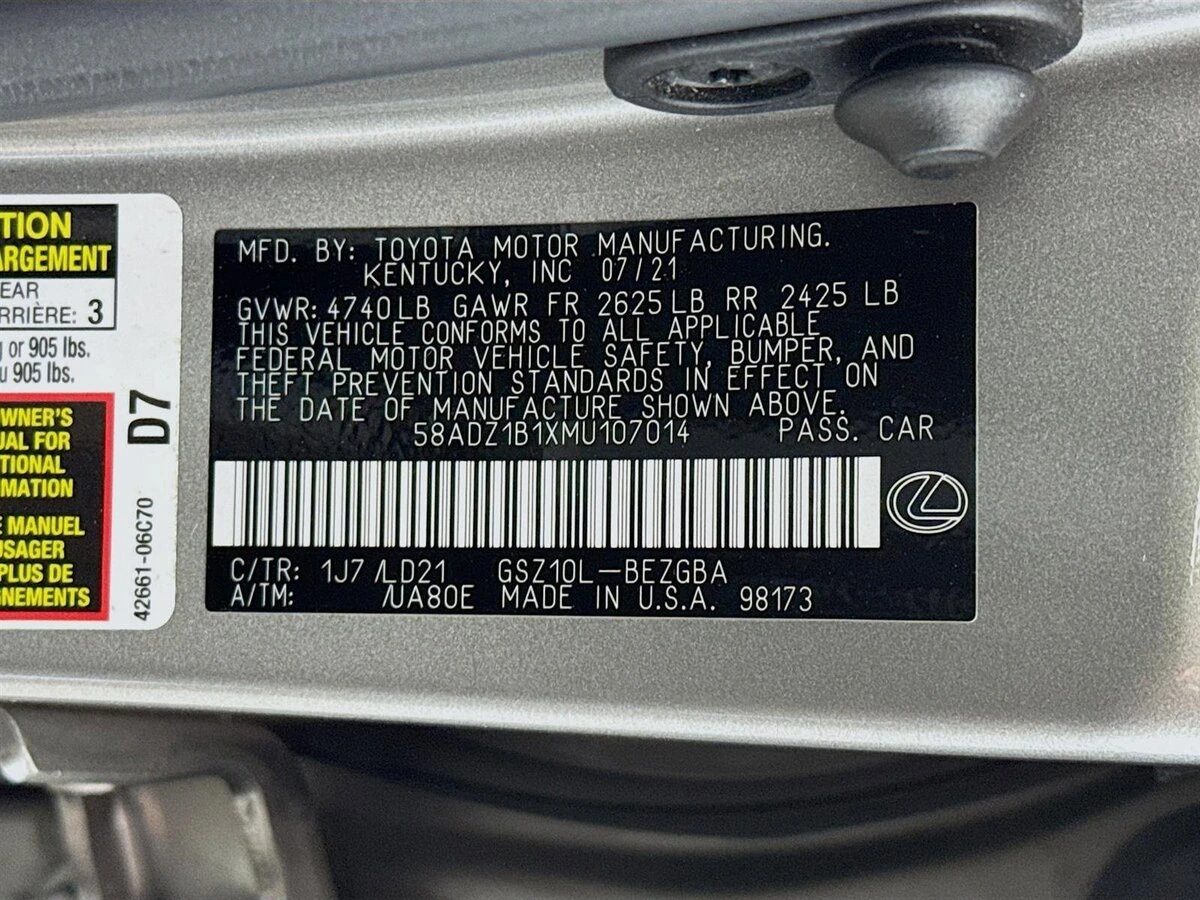 TION
ARGEMENT
EAR
RRIÈRE: 3
or 905 lbs.
u 905 lbs.
OWNER'S
UAL FOR
TIONAL
MATION
E MANUEL
USAGER
PLUS DE
GNEMENTS
D7
42661-06C70
MFD. BY: TOYOTA MOTOR MANUFACTURING.
KENTUCKY, INC 07/21
GVWR: 4740LB GAWR FR 2625LB RR 2425 LB
THIS VEHICLE CONFORMS TO ALL APPLICABLE
FEDERAL MOTOR VEHICLE SAFETY, BUMPER, AND
THEFT PREVENTION STANDARDS IN EFFECT ON
THE DATE OF MANUFACTURE SHOWN ABOVE.
58ADZ1B1XMU107014 PASS. CAR
C/TR: 1J7 /LD21 GSZ10L-BEZGBA
A/TM: /UA80E MADE IN U.S.A. 98173